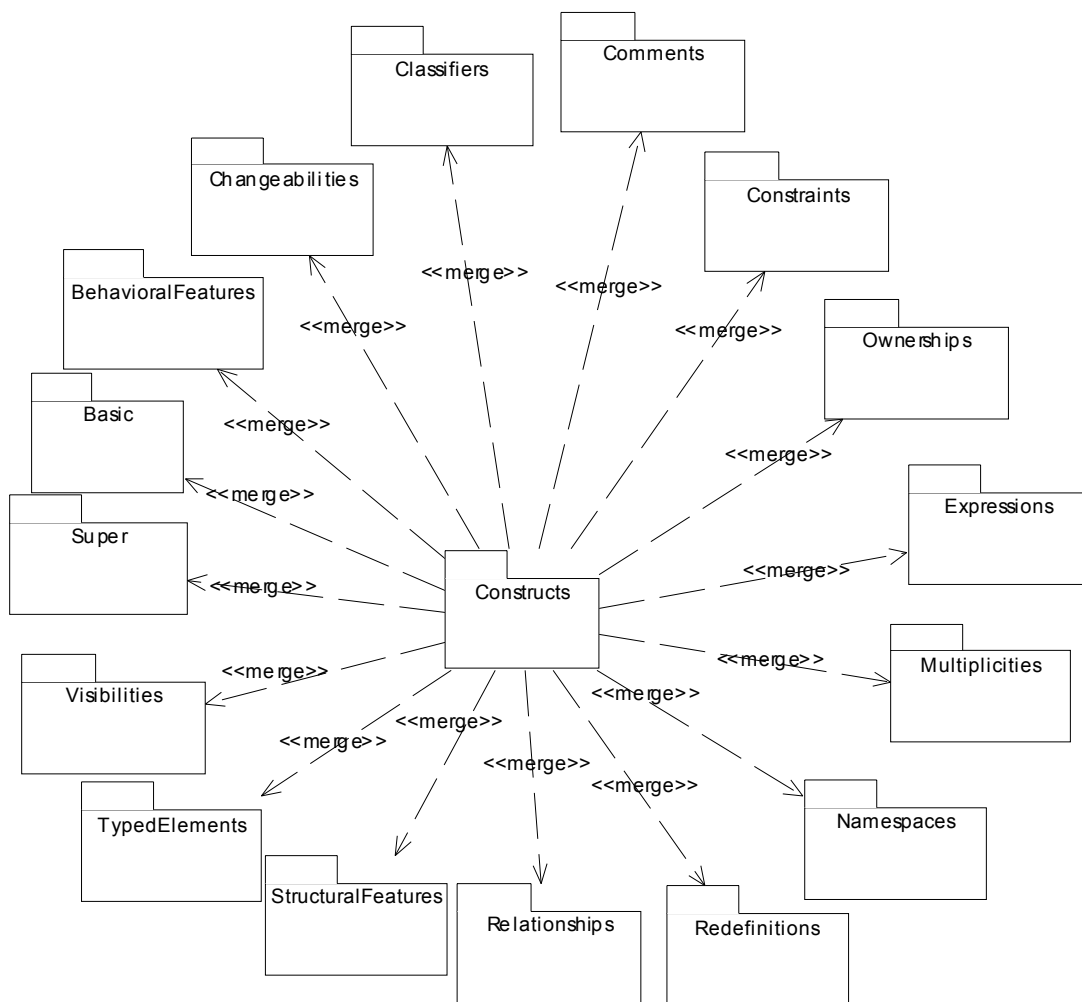 Comments
Classifiers
Changeabilities
Constraints
<<merge>>
<<merge>>
BehavioralFeatures
<<merge>>
<<merge>>
Ownerships
Basic
<<merge>>
<<merge>>
Expressions
<<merge>>
Super
<<merge>>
<<merge>>
Constructs
<<merge>>
Multiplicities
<<merge>>
Visibilities
<<merge>>
<<merge>>
<<merge>>
<<merge>>
<<merge>>
TypedElements
Namespaces
StructuralFeatures
Relationships
Redefinitions